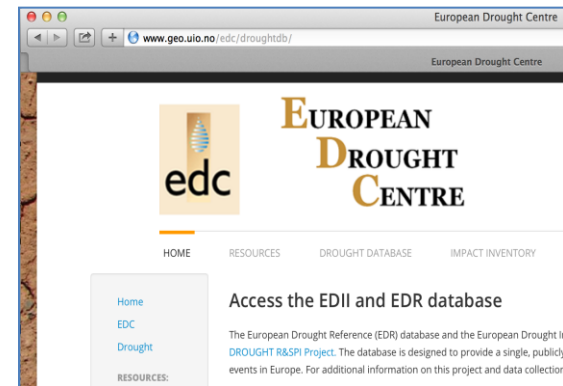 European Drought Centre
www.geo.uio.no/edc/droughtdb/
European Drought Centre
edc
EUROPEAN
DROUGHT
CENTRE
HOME RESOURCES DROUGHT DATABASE IMPACT INVENTORY
Home
EDC
Drought
RESOURCES:
Access the EDII and EDR database
The European Drought Reference (EDR) database and the European Drought
DROUGHT R&SPI Project. The database is designed to provide a single, publicly
events in Europe. For additional information on this project and data collection